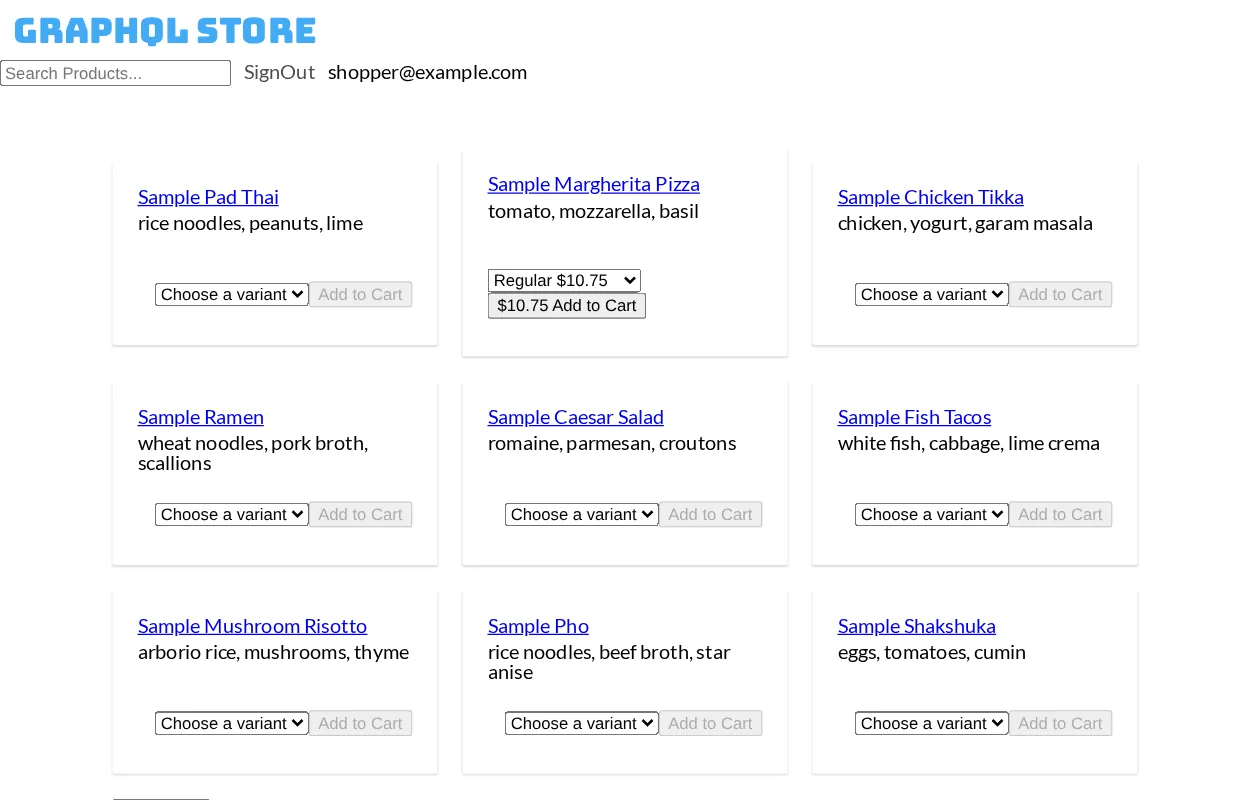 GRAPHQL STORE
Search Products...
SignOut shopper@example.com
Sample Pad Thai
rice noodles, peanuts, lime
Choose a variant Add to Cart
Sample Margherita Pizza
tomato, mozzarella, basil
Regular $10.75
$10.75 Add to Cart
Sample Chicken Tikka
chicken, yogurt, garam masala
Choose a variant Add to Cart
Sample Ramen
wheat noodles, pork broth,
scallions
Choose a variant Add to Cart
Sample Caesar Salad
romaine, parmesan, croutons
Choose a variant Add to Cart
Sample Fish Tacos
white fish, cabbage, lime crema
Choose a variant Add to Cart
Sample Mushroom Risotto
arborio rice, mushrooms, thyme
Choose a variant Add to Cart
Sample Pho
rice noodles, beef broth, star
anise
Choose a variant Add to Cart
Sample Shakshuka
eggs, tomatoes, cumin
Choose a variant Add to Cart